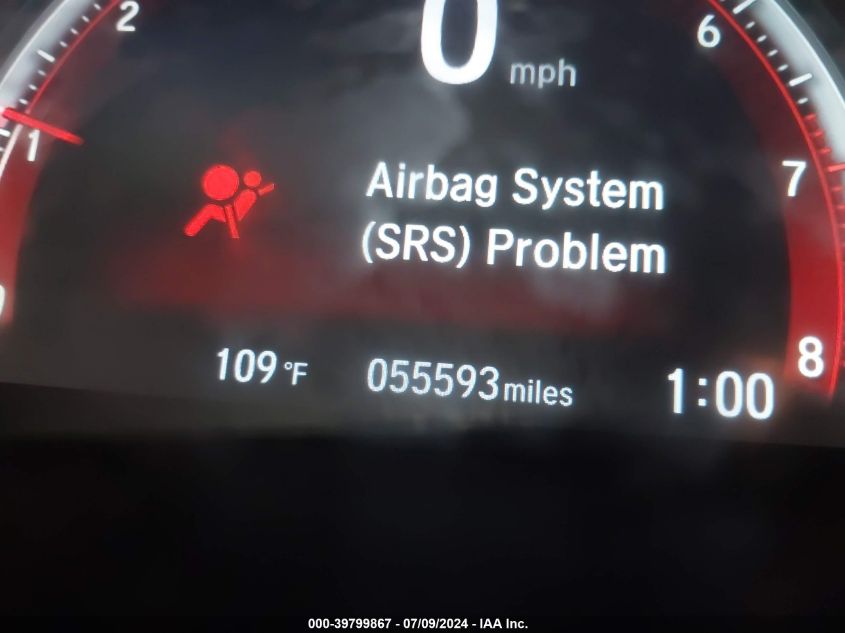 2
0
6
mph
1
Airbag System
7
(SRS) Problem
8
109 °F
055593 miles
1:00
000-39799867 - 07/09/2024 - IAA Inc.